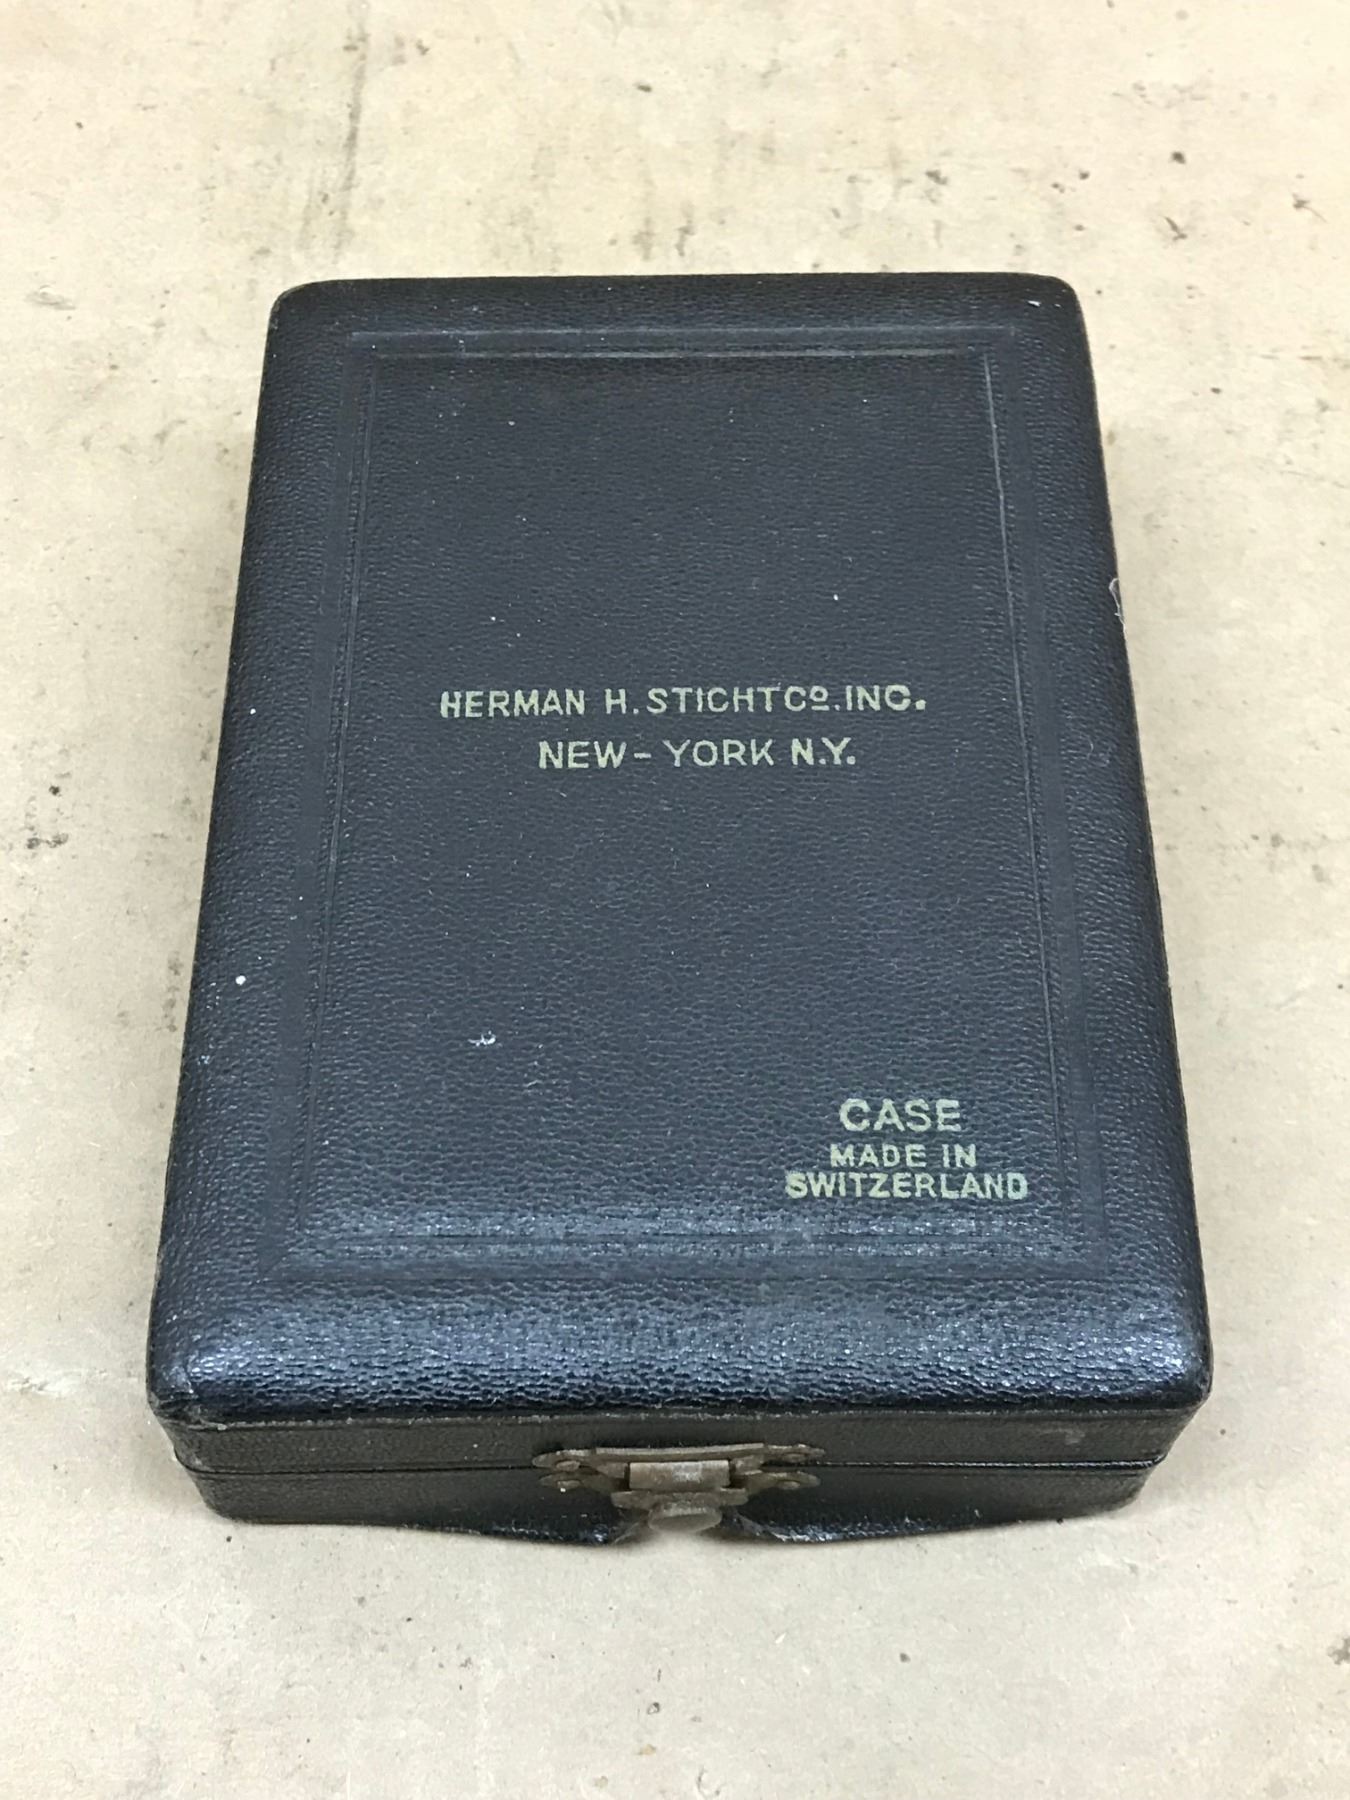 HERMAN H. STICHT Cº. INC.
NEW-YORK N.Y.
CASE
MADE IN
SWITZERLAND